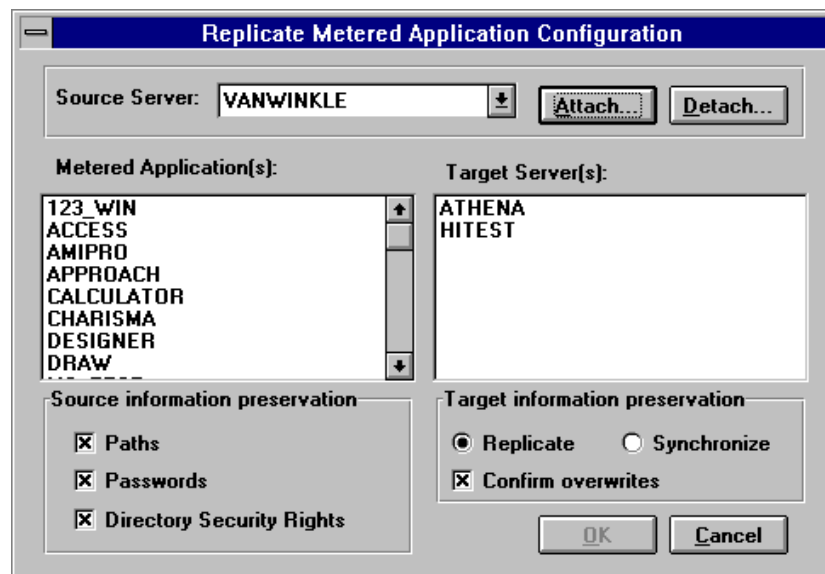 Replicate Metered Application Configuration
Source Server: VANWINKLE Attach... Detach...
Metered Application(s):
123_WIN
ACCESS
AMIPRO
APPROACH
CALCULATOR
CHARISMA
DESIGNER
DRAW
Target Server(s):
ATHENA
HITEST
Source information preservation
Paths
Passwords
Directory Security Rights
Target information preservation
Replicate Synchronize
Confirm overwrites
OK Cancel